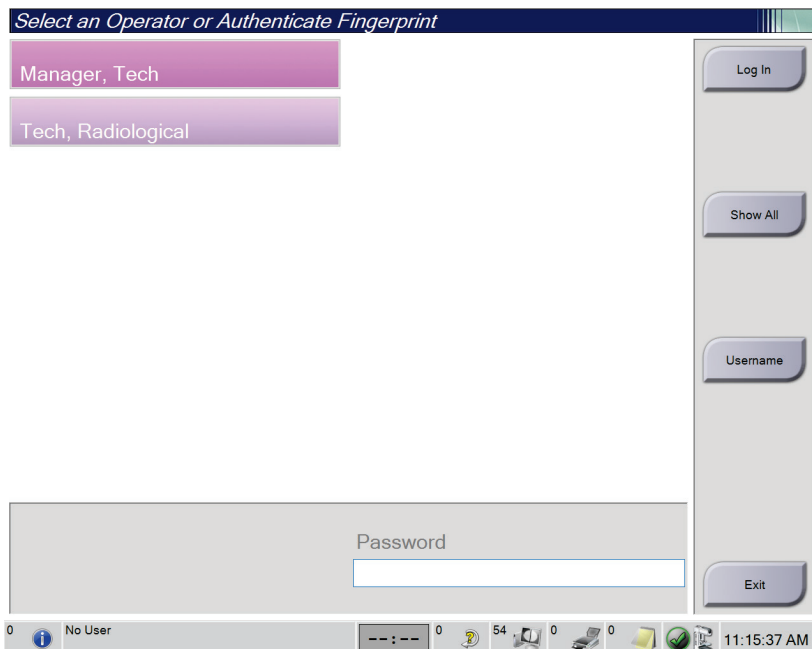 Select an Operator or Authenticate Fingerprint
Manager, Tech
Tech, Radiological
Log In
Show All
Username
Password
Exit
0
No User
--:--
0
54
0
0
11:15:37 AM